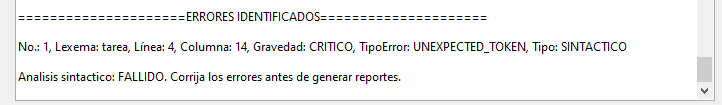 =====================ERRORES IDENTIFICADOS=====================
No.: 1, Lexema: tarea, Línea: 4, Columna: 14, Gravedad: CRITICO, TipoError: UNEXPECTED_TOKEN, Tipo: SINTACTICO
Analisis sintactico: FALLIDO. Corrija los errores antes de generar reportes.